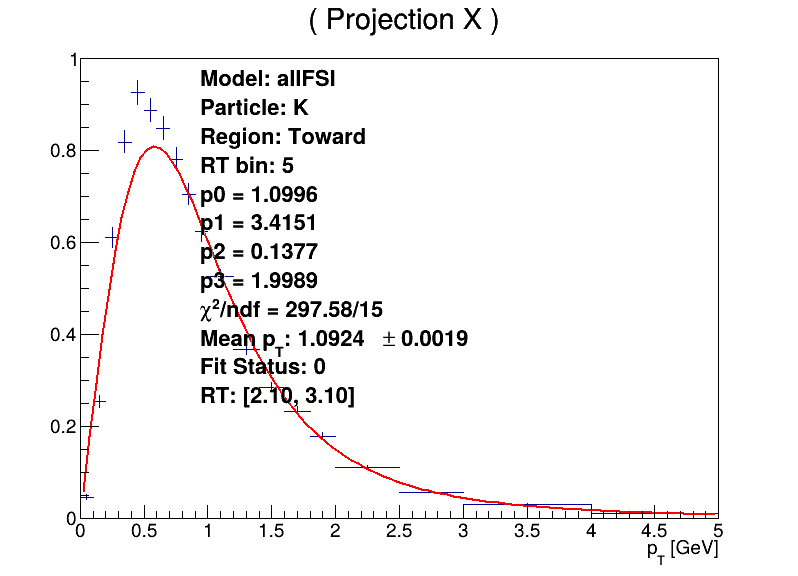 ( Projection X )
Model: allFSI
Particle: K
Region: Toward
RT bin: 5
p0 = 1.0996
p1 = 3.4151
p2 = 0.1377
p3 = 1.9989
χ²/ndf = 297.58/15
Mean p_T: 1.0924 ± 0.0019
Fit Status: 0
RT: [2.10, 3.10]
1
0.8
0.6
0.4
0.2
0
0 0.5 1 1.5 2 2.5 3 3.5 4 4.5 5
p_T [GeV]